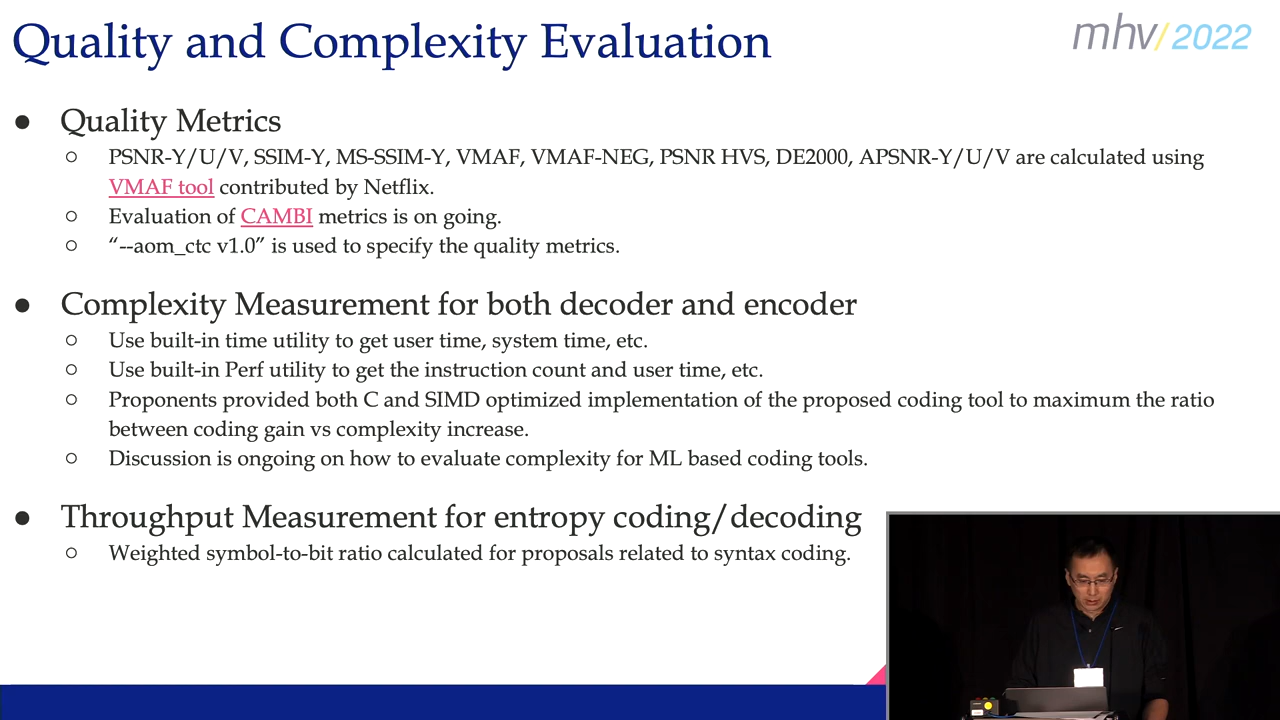 Quality and Complexity Evaluation
mhv/2022
● Quality Metrics
○ PSNR-Y/U/V, SSIM-Y, MS-SSIM-Y, VMAF, VMAF-NEG, PSNR HVS, DE2000, APSNR-Y/U/V are calculated using
VMAF tool contributed by Netflix.
○ Evaluation of CAMBI metrics is on going.
○ “--aom_ctc v1.0” is used to specify the quality metrics.
● Complexity Measurement for both decoder and encoder
○ Use built-in time utility to get user time, system time, etc.
○ Use built-in Perf utility to get the instruction count and user time, etc.
○ Proponents provided both C and SIMD optimized implementation of the proposed coding tool to maximum the ratio
between coding gain vs complexity increase.
○ Discussion is ongoing on how to evaluate complexity for ML based coding tools.
● Throughput Measurement for entropy coding/decoding
○ Weighted symbol-to-bit ratio calculated for proposals related to syntax coding.